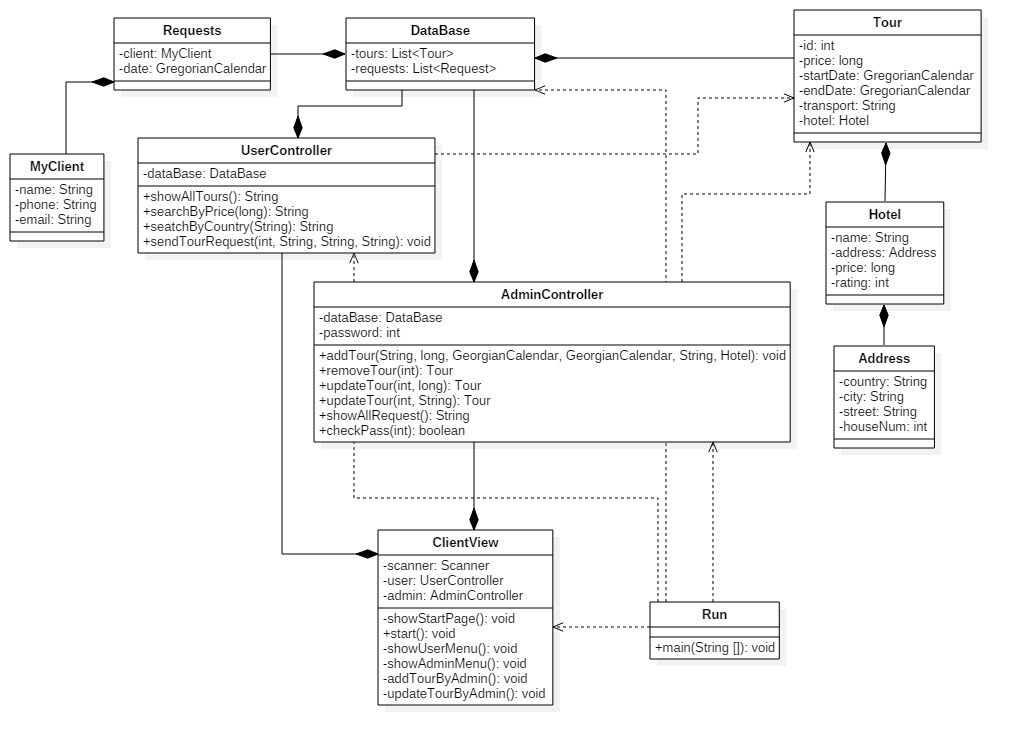 Requests
-client: MyClient
-date: GregorianCalendar
DataBase
-tours: List<Tour>
-requests: List<Request>
Tour
-id: int
-price: long
-startDate: GregorianCalendar
-endDate: GregorianCalendar
-transport: String
-hotel: Hotel
MyClient
-name: String
-phone: String
-email: String
UserController
-dataBase: DataBase
+showAllTours(): String
+searchByPrice(long): String
+seatchByCountry(String): String
+sendTourRequest(int, String, String, String): void
Hotel
-name: String
-address: Address
-price: long
-rating: int
AdminController
-dataBase: DataBase
-password: int
+addTour(String, long, GeorgianCalendar, GeorgianCalendar, String, Hotel): void
+removeTour(int): Tour
+updateTour(int, long): Tour
+updateTour(int, String): Tour
+showAllRequest(): String
+checkPass(int): boolean
Address
-country: String
-city: String
-street: String
-houseNum: int
ClientView
-scanner: Scanner
-user: UserController
-admin: AdminController
-showStartPage(): void
+start(): void
-showUserMenu(): void
-showAdminMenu(): void
-addTourByAdmin(): void
-updateTourByAdmin(): void
Run
+main(String []): void